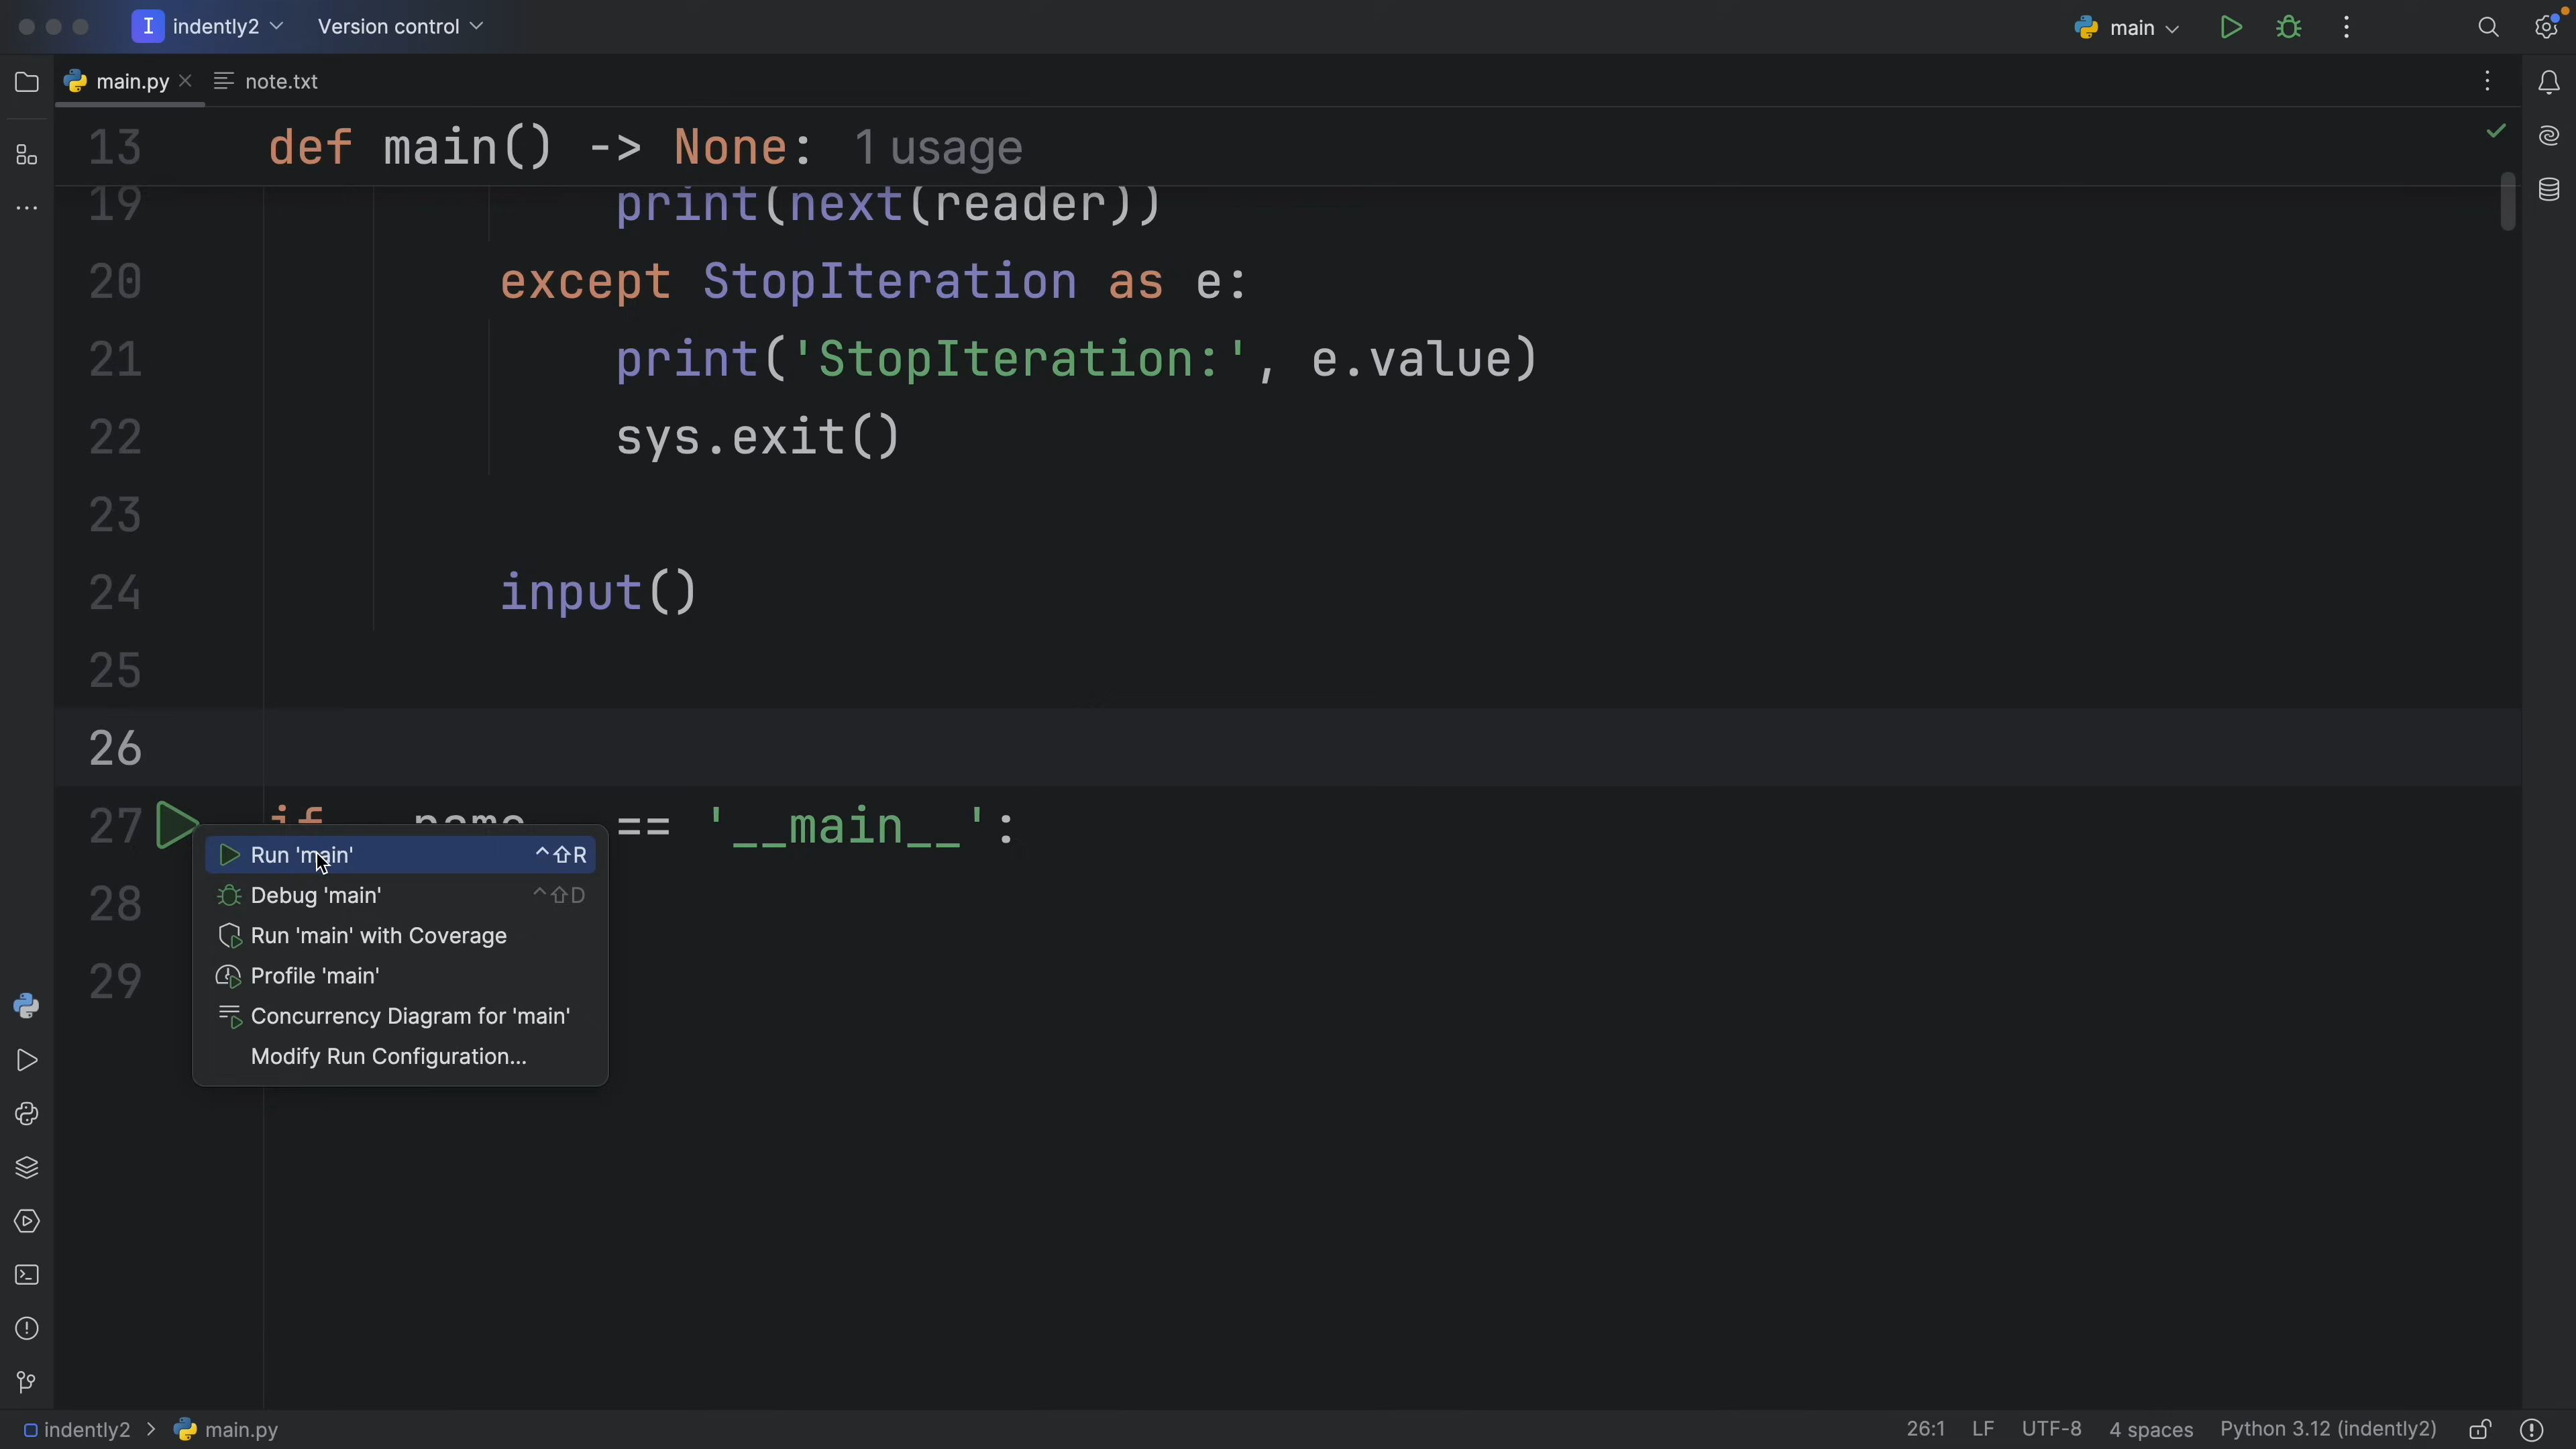 I indently2 Version control main
main.py note.txt
13 def main() -> None: 1 usage
19 print(next(reader))
20 except StopIteration as e:
21 print('StopIteration:', e.value)
22 sys.exit()
23
24 input()
25
26
27 if name == '__main__':
Run 'main' ^⇧R
28 Debug 'main' ^⇧D
Run 'main' with Coverage
29 Profile 'main'
Concurrency Diagram for 'main'
Modify Run Configuration...
indently2 > main.py 26:1 LF UTF-8 4 spaces Python 3.12 (indently2)